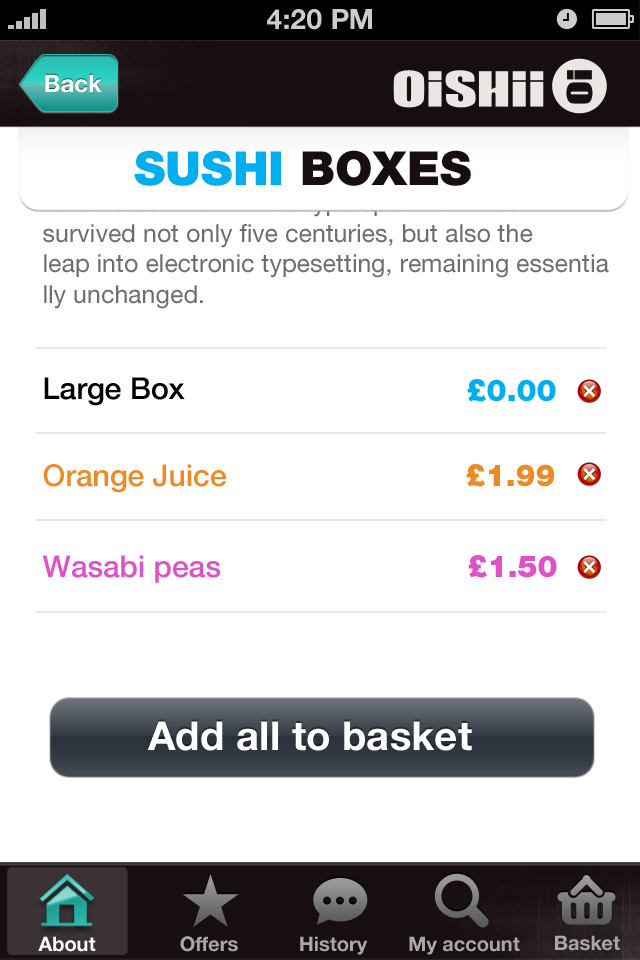 4:20 PM
Back
OiSHii
SUSHI BOXES
survived not only five centuries, but also the
leap into electronic typesetting, remaining essentia
lly unchanged.
Large Box £0.00
Orange Juice £1.99
Wasabi peas £1.50
Add all to basket
About Offers History My account Basket